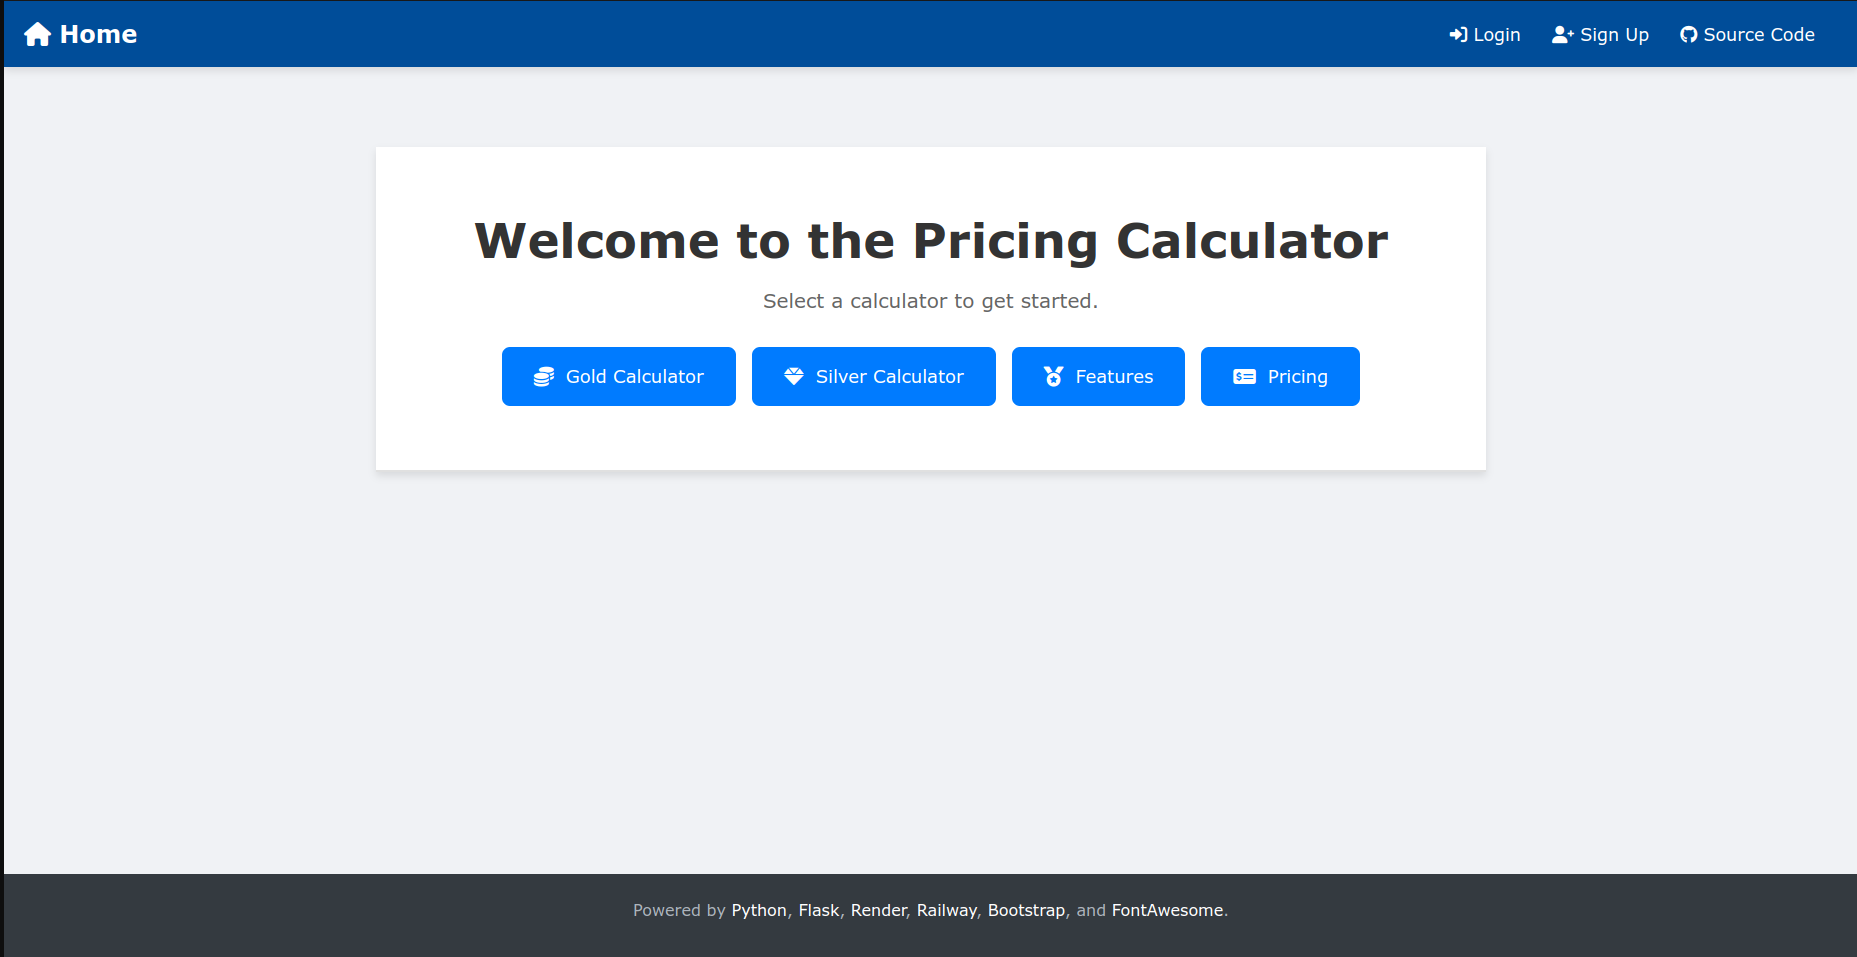 Home
Login Sign Up Source Code
Welcome to the Pricing Calculator
Select a calculator to get started.
Gold Calculator Silver Calculator Features Pricing
Powered by Python, Flask, Render, Railway, Bootstrap, and FontAwesome.